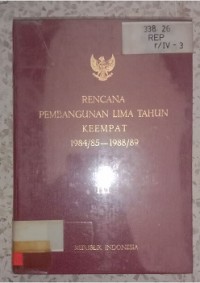 338.26
REP
r/IV-3
RENCANA
PEMBANGUNAN LIMA TAHUN
KEEMPAT
1984/85—1988/89
III
REPUBLIK INDONESIA